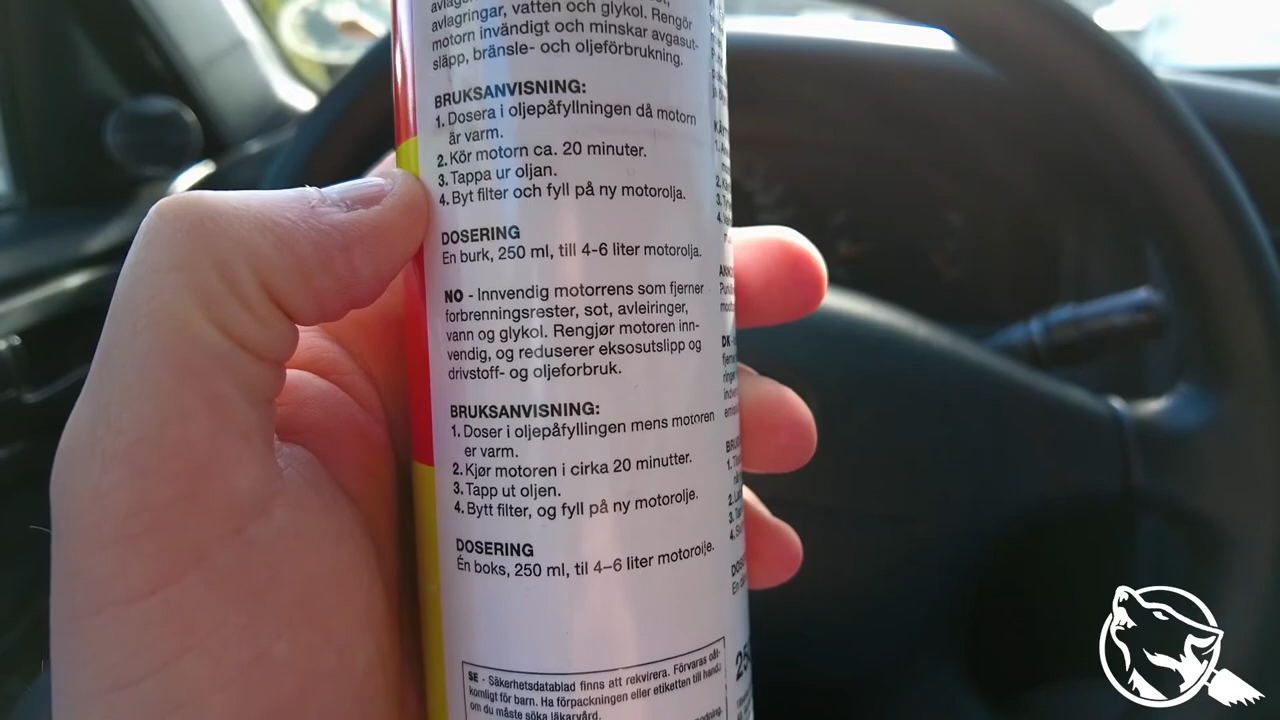 avlagringar, vatten och glykol. Rengör
motorn invändigt och minskar avgasut-
släpp, bränsle- och oljeförbrukning.
BRUKSANVISNING:
1. Dosera i oljepåfyllningen då motorn
är varm.
2. Kör motorn ca. 20 minuter.
3. Tappa ur oljan.
4. Byt filter och fyll på ny motorolja.
DOSERING
En burk, 250 ml, till 4-6 liter motorolja.
NO - Innvendig motorrens som fjerner
forbrenningsrester, sot, avleiringer,
vann og glykol. Rengjør motoren inn-
vendig, og reduserer eksosutslipp og
drivstoff- og oljeforbruk.
BRUKSANVISNING:
1. Doser i oljepåfyllingen mens motoren
er varm.
2. Kjør motoren i cirka 20 minutter.
3. Tapp ut oljen.
4. Bytt filter, og fyll på ny motorolje.
DOSERING
Én boks, 250 ml, til 4–6 liter motorolje.
SE - Säkerhetsdatablad finns att rekvirera. Förvaras oåt-
komligt för barn. Ha förpackningen eller etiketten till hands
om du måste söka läkarvård.
DK